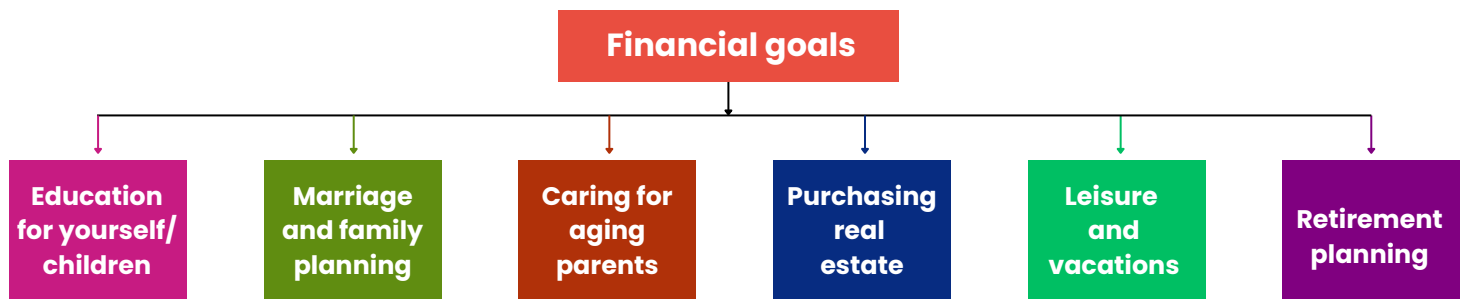 Financial goals
Education
for yourself/
children
Marriage
and family
planning
Caring for
aging
parents
Purchasing
real
estate
Leisure
and
vacations
Retirement
planning